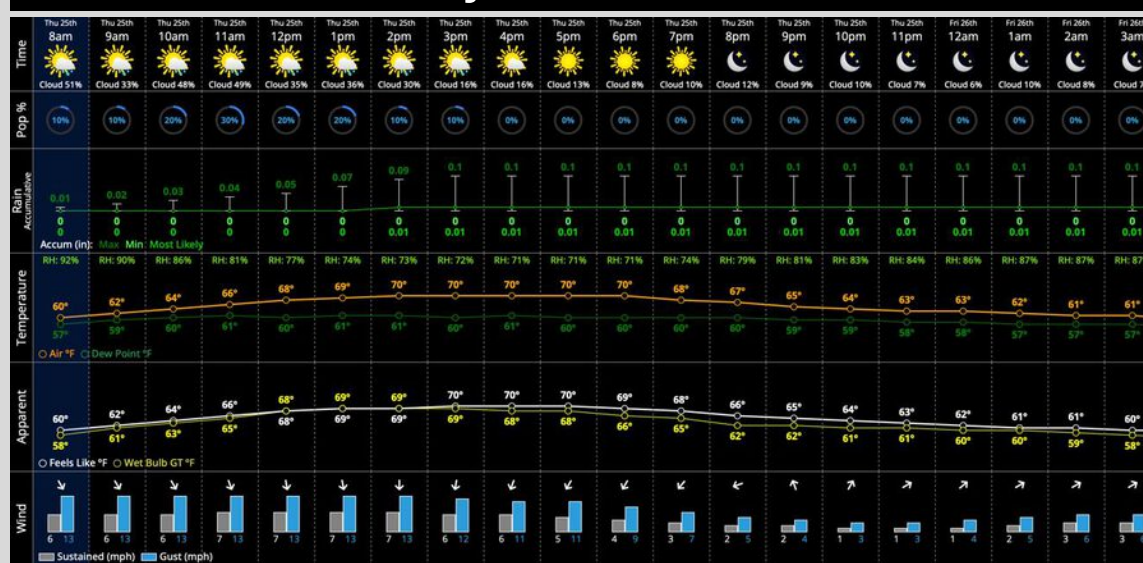 Thu 25th Thu 25th Thu 25th Thu 25th Thu 25th Thu 25th Thu 25th Thu 25th Thu 25th Thu 25th Thu 25th Thu 25th Thu 25th Thu 25th Thu 25th Thu 25th Fri 26th Fri 26th Fri 26th Fri 26th
Time 8am 9am 10am 11am 12pm 1pm 2pm 3pm 4pm 5pm 6pm 7pm 8pm 9pm 10pm 11pm 12am 1am 2am 3am
Cloud 51% Cloud 33% Cloud 48% Cloud 49% Cloud 35% Cloud 36% Cloud 30% Cloud 16% Cloud 16% Cloud 13% Cloud 8% Cloud 10% Cloud 12% Cloud 9% Cloud 10% Cloud 7% Cloud 6% Cloud 10% Cloud 8% Cloud
Pop % 10% 10% 20% 30% 20% 20% 10% 10% 0% 0% 0% 0% 0% 0% 0% 0% 0% 0% 0% 0%
Rain Accumulative
0.01 0.02 0.03 0.04 0.05 0.07 0.09 0.1 0.1 0.1 0.1 0.1 0.1 0.1 0.1 0.1 0.1 0.1 0.1 0.1
0 0 0 0 0 0 0 0 0 0 0 0 0 0 0 0 0 0 0 0
0 0 0 0 0 0 0.01 0.01 0.01 0.01 0.01 0.01 0.01 0.01 0.01 0.01 0.01 0.01 0.01 0.01
Accum (in): Max Min Most Likely
RH: 92% RH: 90% RH: 86% RH: 81% RH: 77% RH: 74% RH: 73% RH: 72% RH: 71% RH: 71% RH: 71% RH: 74% RH: 79% RH: 81% RH: 83% RH: 84% RH: 86% RH: 87% RH: 87% RH: 87
Temperature
60° 62° 64° 66° 68° 69° 70° 70° 70° 70° 70° 68° 67° 65° 64° 63° 63° 62° 61° 61°
57° 59° 60° 61° 60° 61° 61° 60° 61° 60° 60° 60° 60° 59° 59° 58° 58° 57° 57° 57°
Air °F Dew Point °F
Apparent
60° 62° 64° 66° 68° 69° 69° 70° 70° 70° 69° 68° 66° 65° 64° 63° 62° 61° 61° 60°
58° 61° 63° 65° 68° 69° 69° 69° 68° 68° 66° 65° 62° 62° 61° 61° 60° 60° 59° 58°
Feels Like °F Wet Bulb GT °F
Wind
6 13 6 13 6 13 7 13 7 13 7 13 7 13 6 12 6 11 5 11 4 9 3 7 2 5 2 4 1 3 1 3 1 4 2 5 3 6 3
Sustained (mph) Gust (mph)